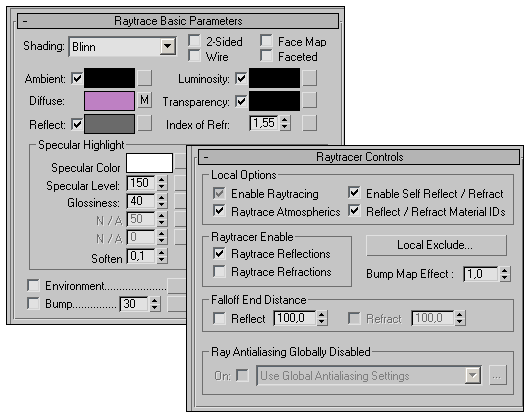 - Raytrace Basic Parameters
Shading: Blinn 2-Sided Face Map
Wire Faceted
Ambient: Luminosity:
Diffuse: M Transparency:
Reflect: Index of Refr: 1,55
Specular Highlight
Specular Color
Specular Level: 150
Glossiness: 40
N / A 50
N / A 0
Soften 0,1
Environment......................
Bump.............. 30
- Raytracer Controls
Local Options
Enable Raytracing Enable Self Reflect / Refract
Raytrace Atmospherics Reflect / Refract Material IDs
Raytracer Enable
Raytrace Reflections Local Exclude...
Raytrace Refractions Bump Map Effect : 1,0
Falloff End Distance
Reflect 100,0 Refract 100,0
Ray Antialiasing Globally Disabled
On: Use Global Antialiasing Settings ...